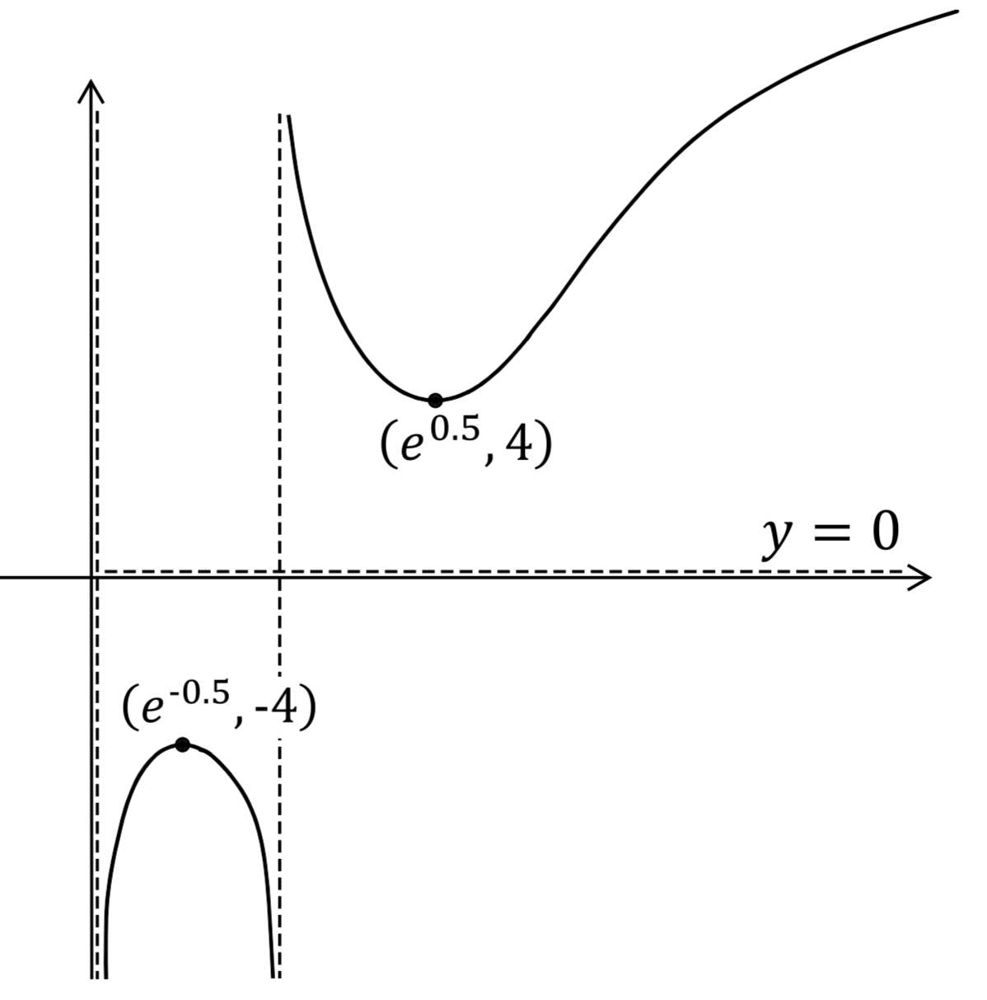 (e^0.5, 4)
y = 0
(e^-0.5, -4)